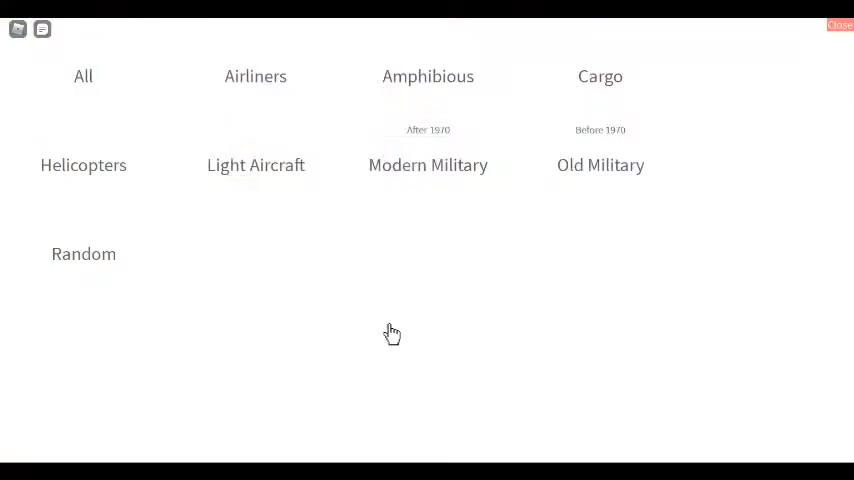 Close
All
Airliners
Amphibious
Cargo
After 1970
Before 1970
Helicopters
Light Aircraft
Modern Military
Old Military
Random